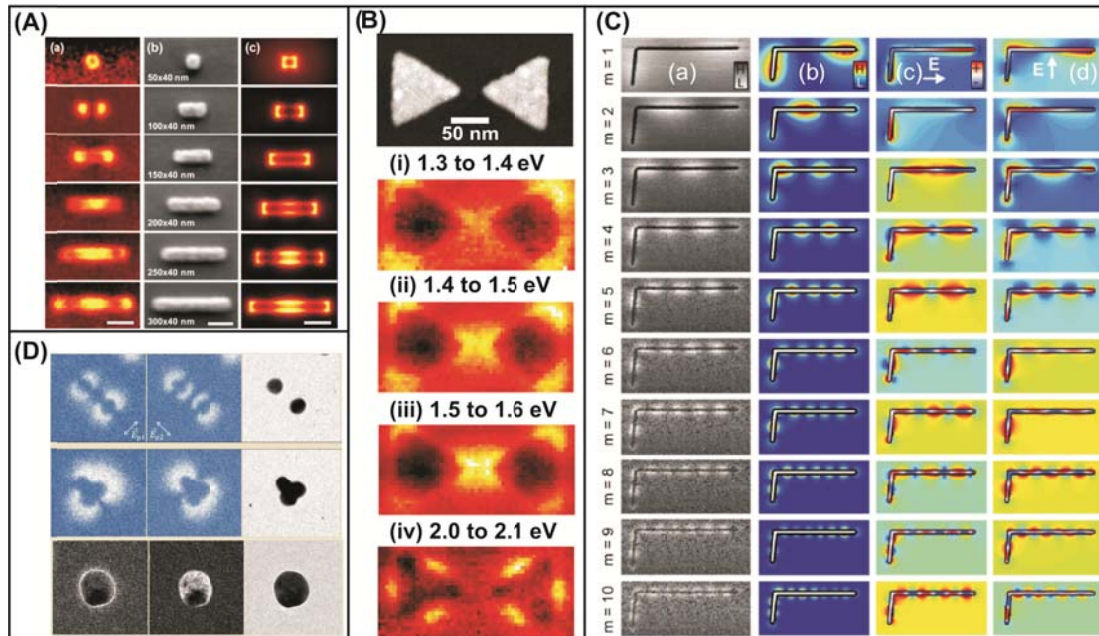 (A)
(a)
(b)
(c)
50x40 nm
100x40 nm
150x40 nm
200x40 nm
250x40 nm
300x40 nm
(B)
50 nm
(i) 1.3 to 1.4 eV
(ii) 1.4 to 1.5 eV
(iii) 1.5 to 1.6 eV
(iv) 2.0 to 2.1 eV
(C)
m = 1
(a)
(b)
(c)
E
E
(d)
m = 2
m = 3
m = 4
m = 5
m = 6
m = 7
m = 8
m = 9
m = 10
(D)